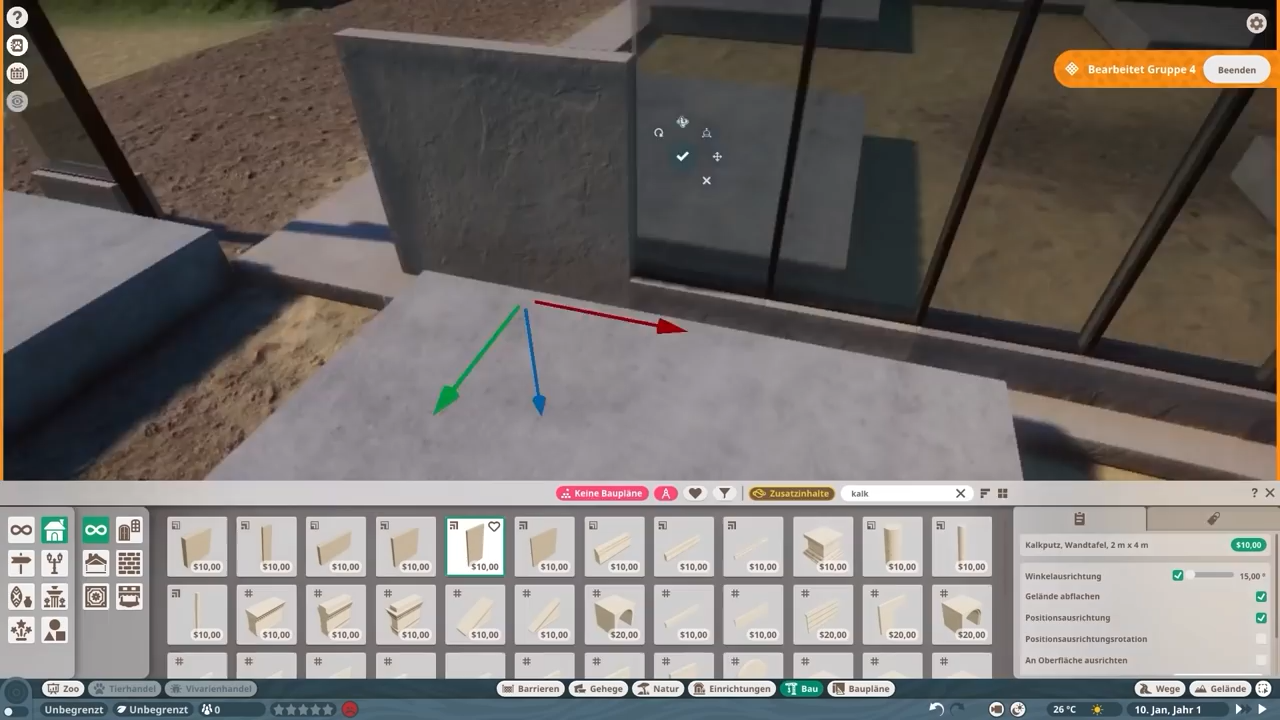 ?
Bearbeitet Gruppe 4
Beenden
Keine Baupläne
Zusatzinhalte
kalk
?
$10,00 $10,00 $10,00 $10,00 $10,00 $10,00 $10,00 $10,00 $10,00 $10,00 $10,00 $10,00
$10,00 $10,00 $10,00 $10,00 $10,00 $10,00 $20,00 $10,00 $10,00 $20,00 $20,00 $20,00
Kalkputz, Wandtafel, 2 m x 4 m
$10,00
Winkelausrichtung
15,00 °
Gelände abflachen
Positionsausrichtung
Positionsausrichtungsrotation
An Oberfläche ausrichten
Zoo
Tierhandel
Vivarienhandel
Barrieren
Gehege
Natur
Einrichtungen
Bau
Baupläne
Wege
Gelände
Unbegrenzt
Unbegrenzt
0
26 °C
10. Jan, Jahr 1